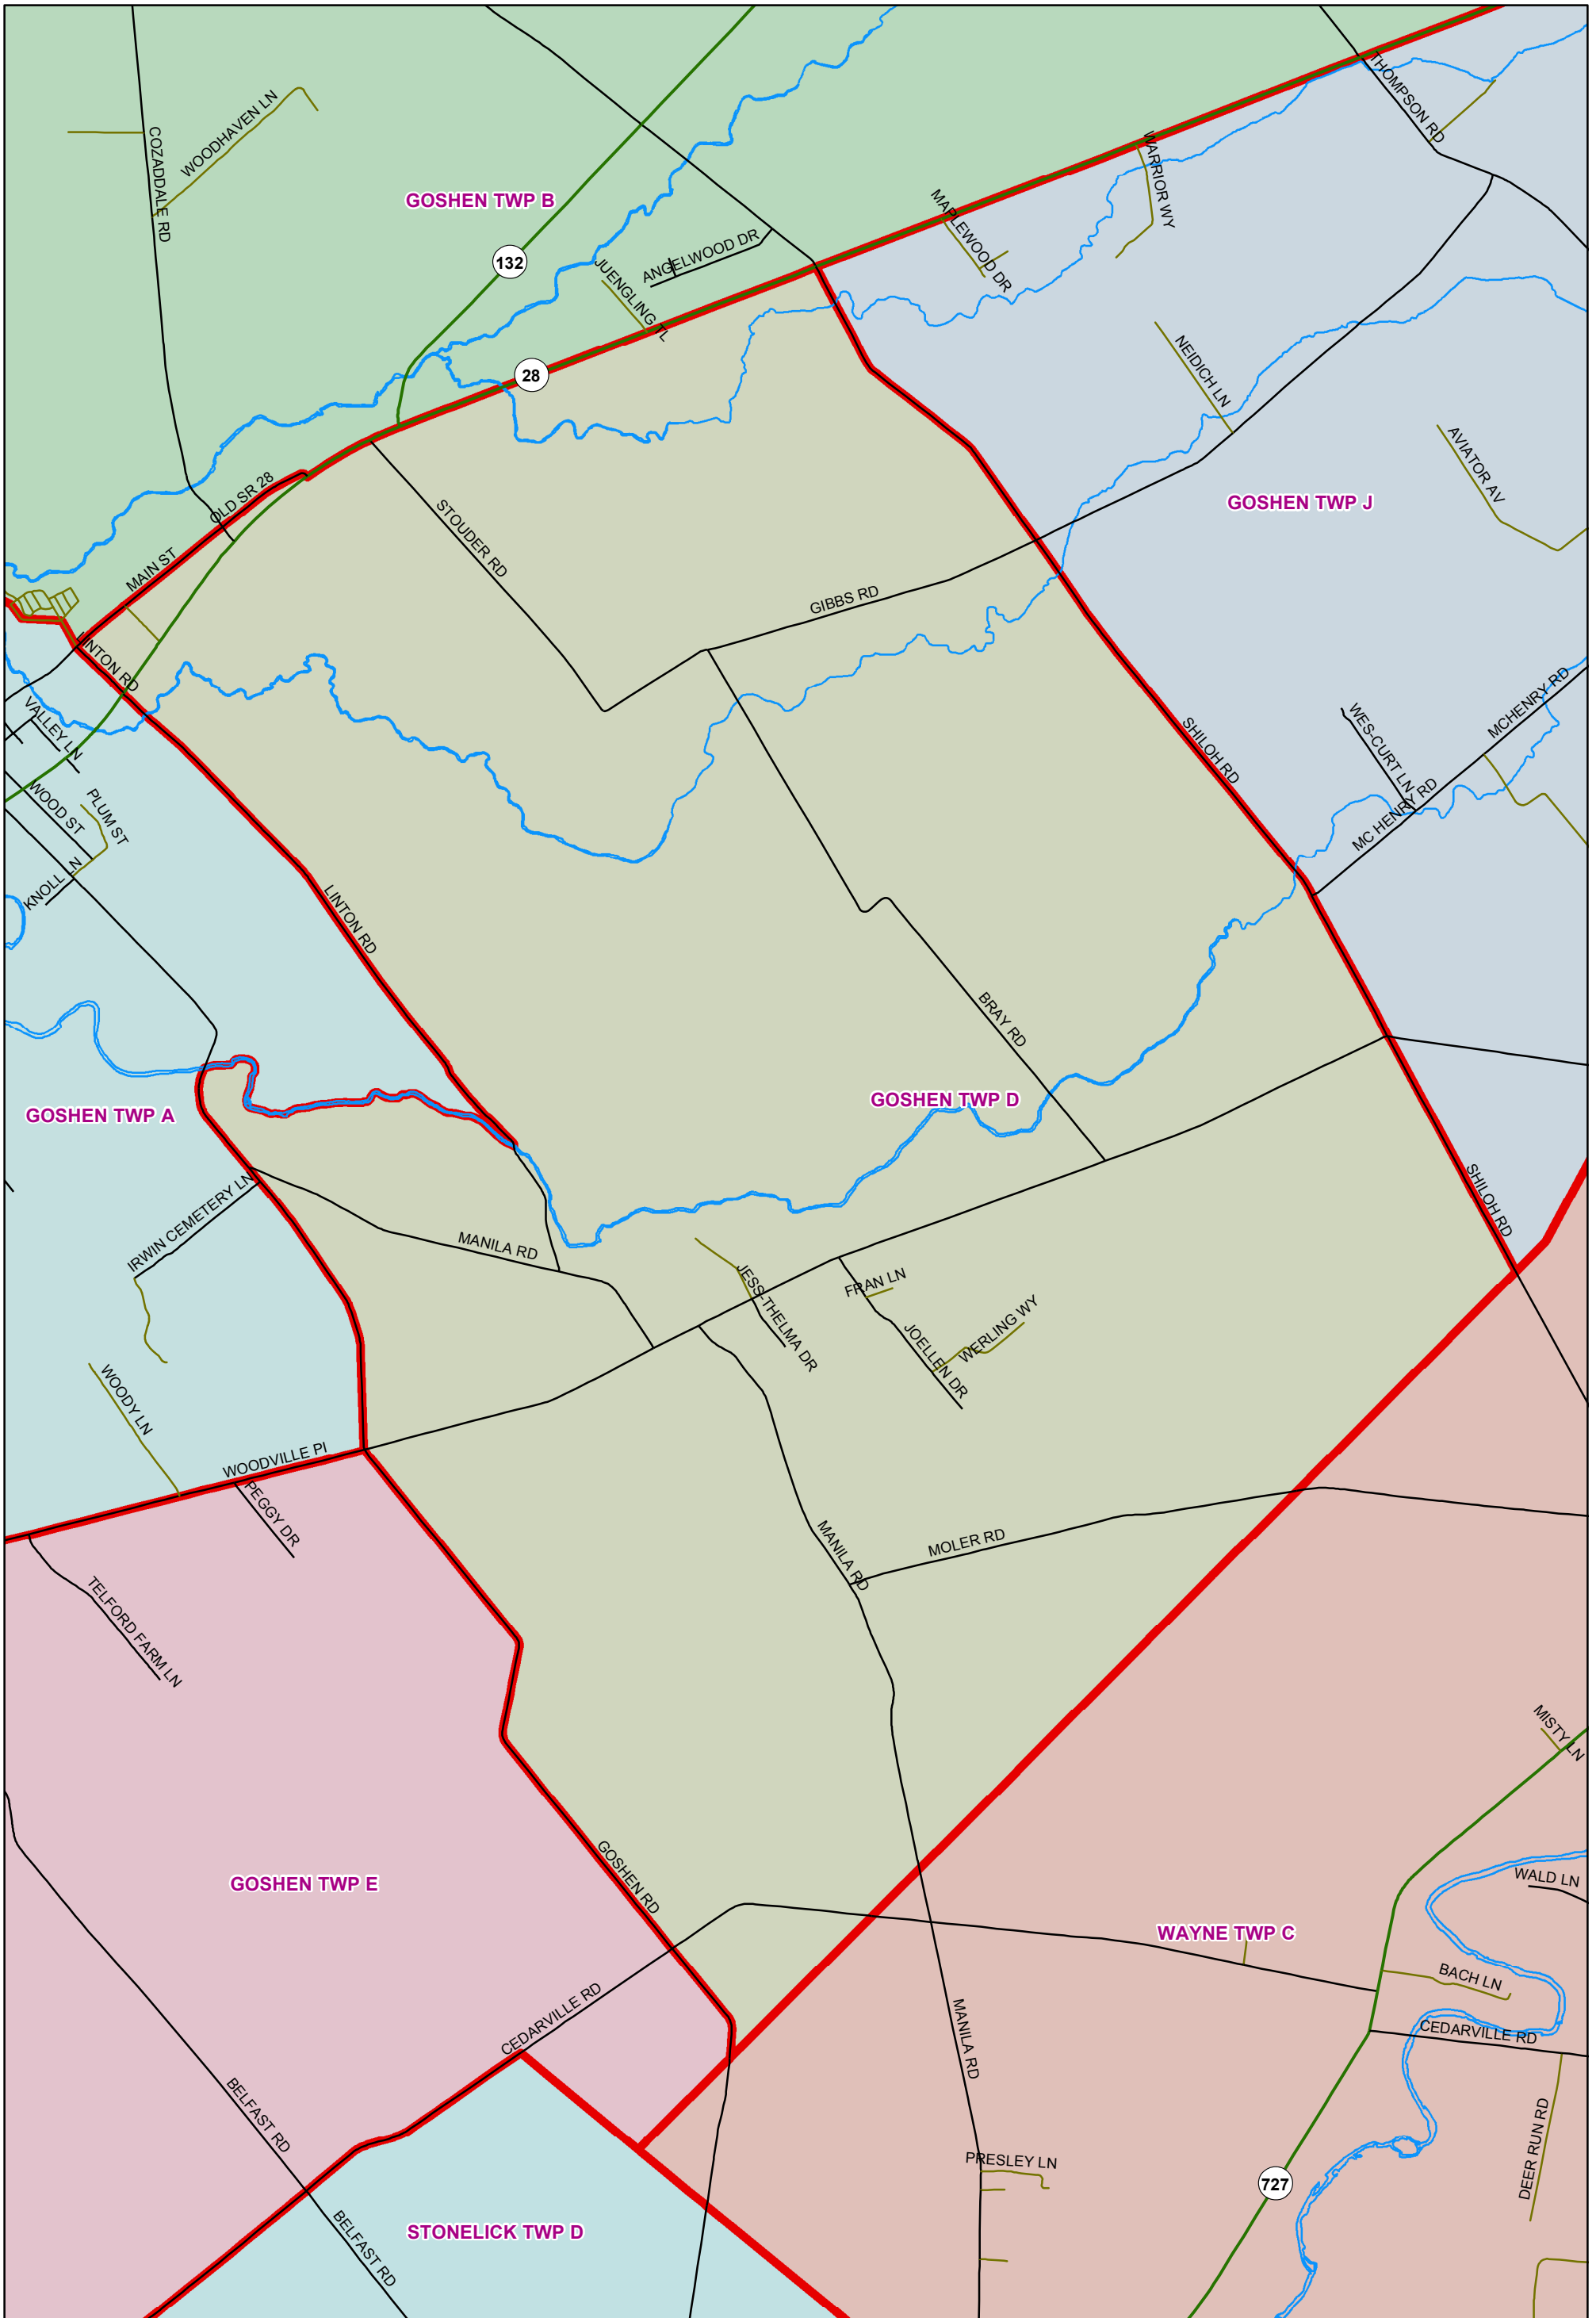 THOMPSON RD
WOODHAVEN LN
COZADDALE RD
WARRIOR WY
GOSHEN TWP B
MAPLEWOOD DR
ANGELWOOD DR
132
JUENGLING TL
NEIDICH LN
28
AVIATOR AV
OLD SR 28
GOSHEN TWP J
STOUDER RD
MAIN ST
GIBBS RD
LINTON RD
MCHENRY RD
VALLEY LN
SHILOH RD
WES-CURT LN
WOOD ST
PLUM ST
MC HENRY RD
KNOLL LN
LINTON RD
BRAY RD
GOSHEN TWP D
GOSHEN TWP A
SHILOH RD
IRWIN CEMETERY LN
MANILA RD
FRAN LN
JESS-THELMA DR
WERLING WY
JOELLEN DR
WOODY LN
WOODVILLE PI
PEGGY DR
MANILA RD
MOLER RD
TELFORD FARM LN
MISTY LN
GOSHEN RD
GOSHEN TWP E
WALD LN
WAYNE TWP C
BACH LN
CEDARVILLE RD
CEDARVILLE RD
MANILA RD
BELFAST RD
DEER RUN RD
PRESLEY LN
727
STONELICK TWP D
BELFAST RD